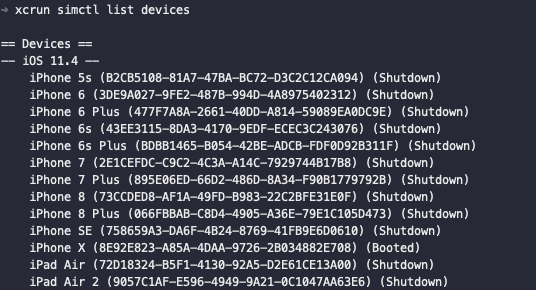 → xcrun simctl list devices
== Devices ==
-- iOS 11.4 --
iPhone 5s (B2CB5108-81A7-47BA-BC72-D3C2C12CA094) (Shutdown)
iPhone 6 (3DE9A027-9FE2-487B-994D-4A8975402312) (Shutdown)
iPhone 6 Plus (477F7A8A-2661-40DD-A814-59089EA0DC9E) (Shutdown)
iPhone 6s (43EE3115-8DA3-4170-9EDF-ECEC3C243076) (Shutdown)
iPhone 6s Plus (BDBB1465-B054-42BE-ADCB-FDF0D92B311F) (Shutdown)
iPhone 7 (2E1CEFDC-C9C2-4C3A-A14C-7929744B17B8) (Shutdown)
iPhone 7 Plus (895E06ED-66D2-486D-8A34-F90B1779792B) (Shutdown)
iPhone 8 (73CCDED8-AF1A-49FD-B983-22C2BFE31E0F) (Shutdown)
iPhone 8 Plus (066FBBAB-C8D4-4905-A36E-79E1C105D473) (Shutdown)
iPhone SE (758659A3-DA6F-4B24-8769-41FB9E6D0610) (Shutdown)
iPhone X (8E92E823-A85A-4DAA-9726-2B034882E708) (Booted)
iPad Air (72D18324-B5F1-4130-92A5-D2E61CE13A00) (Shutdown)
iPad Air 2 (9057C1AF-E596-4949-9A21-0C1047AA63E6) (Shutdown)